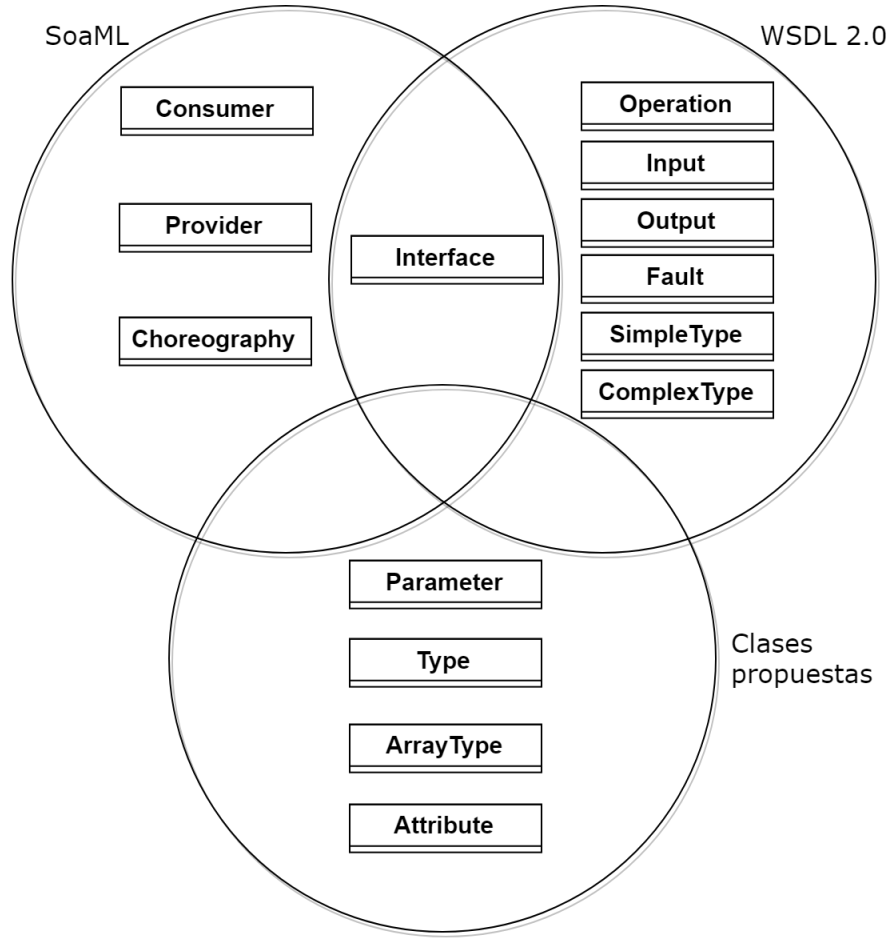 SoaML
WSDL 2.0
Consumer
Provider
Choreography
Interface
Operation
Input
Output
Fault
SimpleType
ComplexType
Parameter
Type
ArrayType
Attribute
Clases
propuestas